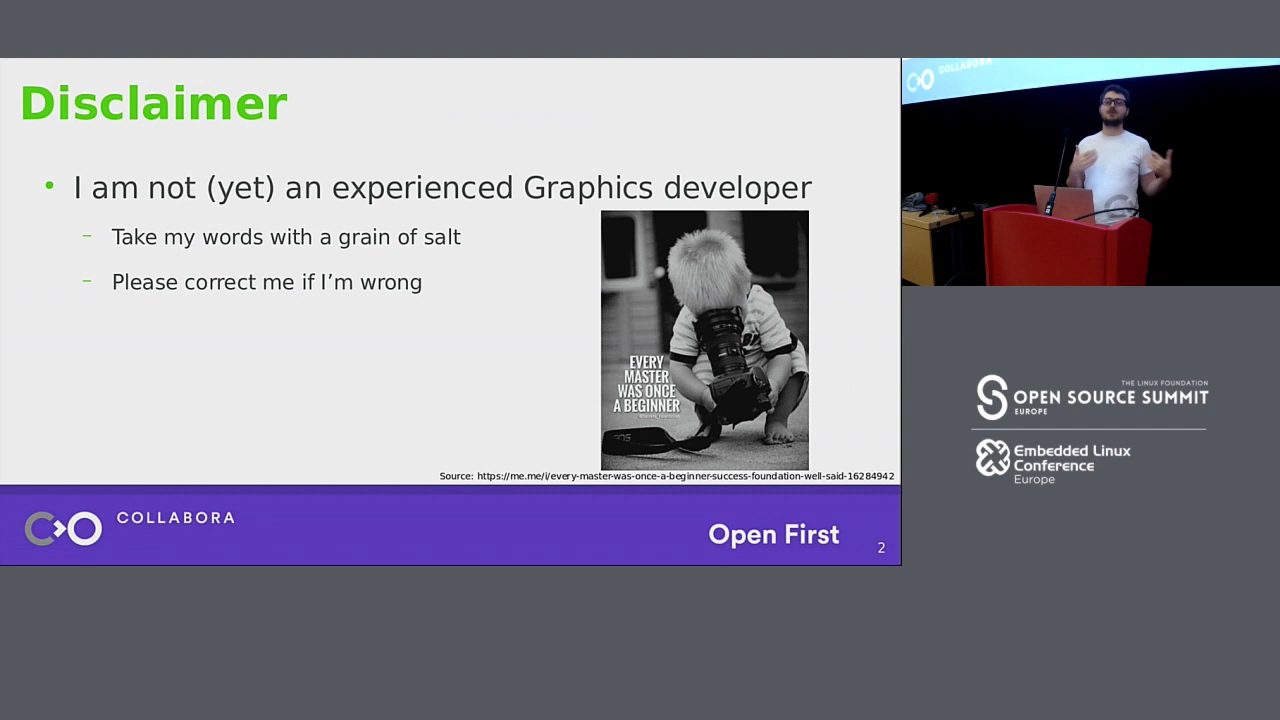 Disclaimer
• I am not (yet) an experienced Graphics developer
– Take my words with a grain of salt
– Please correct me if I’m wrong
EVERY
MASTER
WAS ONCE
A BEGINNER
Source: https://me.me/i/every-master-was-once-a-beginner-success-foundation-well-said-16284942
COLLABORA
Open First
2
COLLABORA
THE LINUX FOUNDATION
OPEN SOURCE SUMMIT
EUROPE
Embedded Linux
Conference
Europe